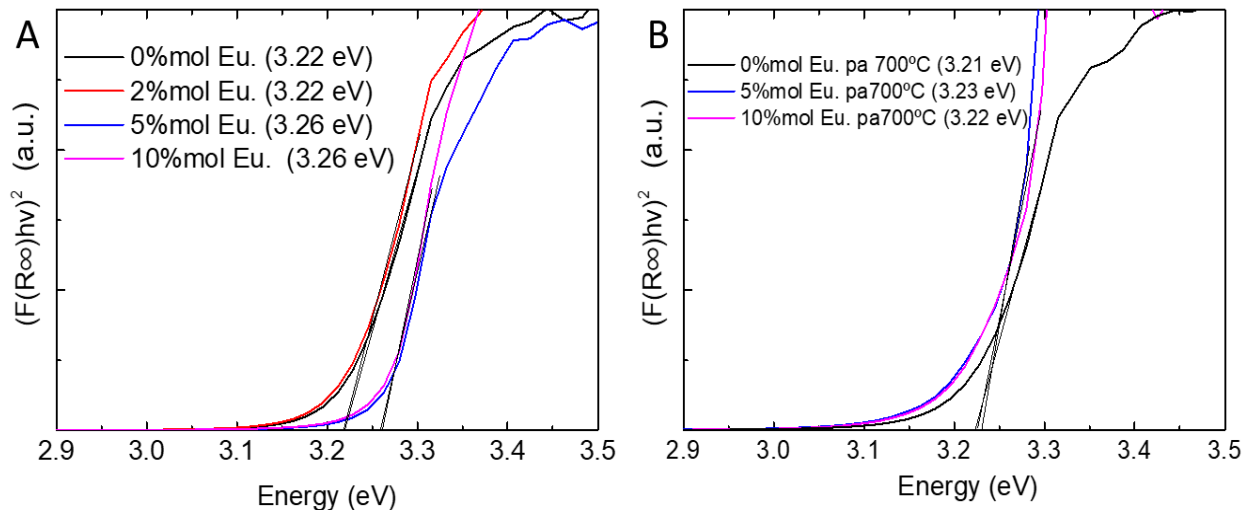 A
0%mol Eu. (3.22 eV)
2%mol Eu. (3.22 eV)
5%mol Eu. (3.26 eV)
10%mol Eu.  (3.26 eV)
(F(R∞)hv)² (a.u.)
2.9 3.0 3.1 3.2 3.3 3.4 3.5
Energy (eV)
B
0%mol Eu. pa 700ºC (3.21 eV)
5%mol Eu. pa700ºC (3.23 eV)
10%mol Eu. pa700ºC (3.22 eV)
(F(R∞)hv)² (a.u.)
2.9 3.0 3.1 3.2 3.3 3.4 3.5
Energy (eV)